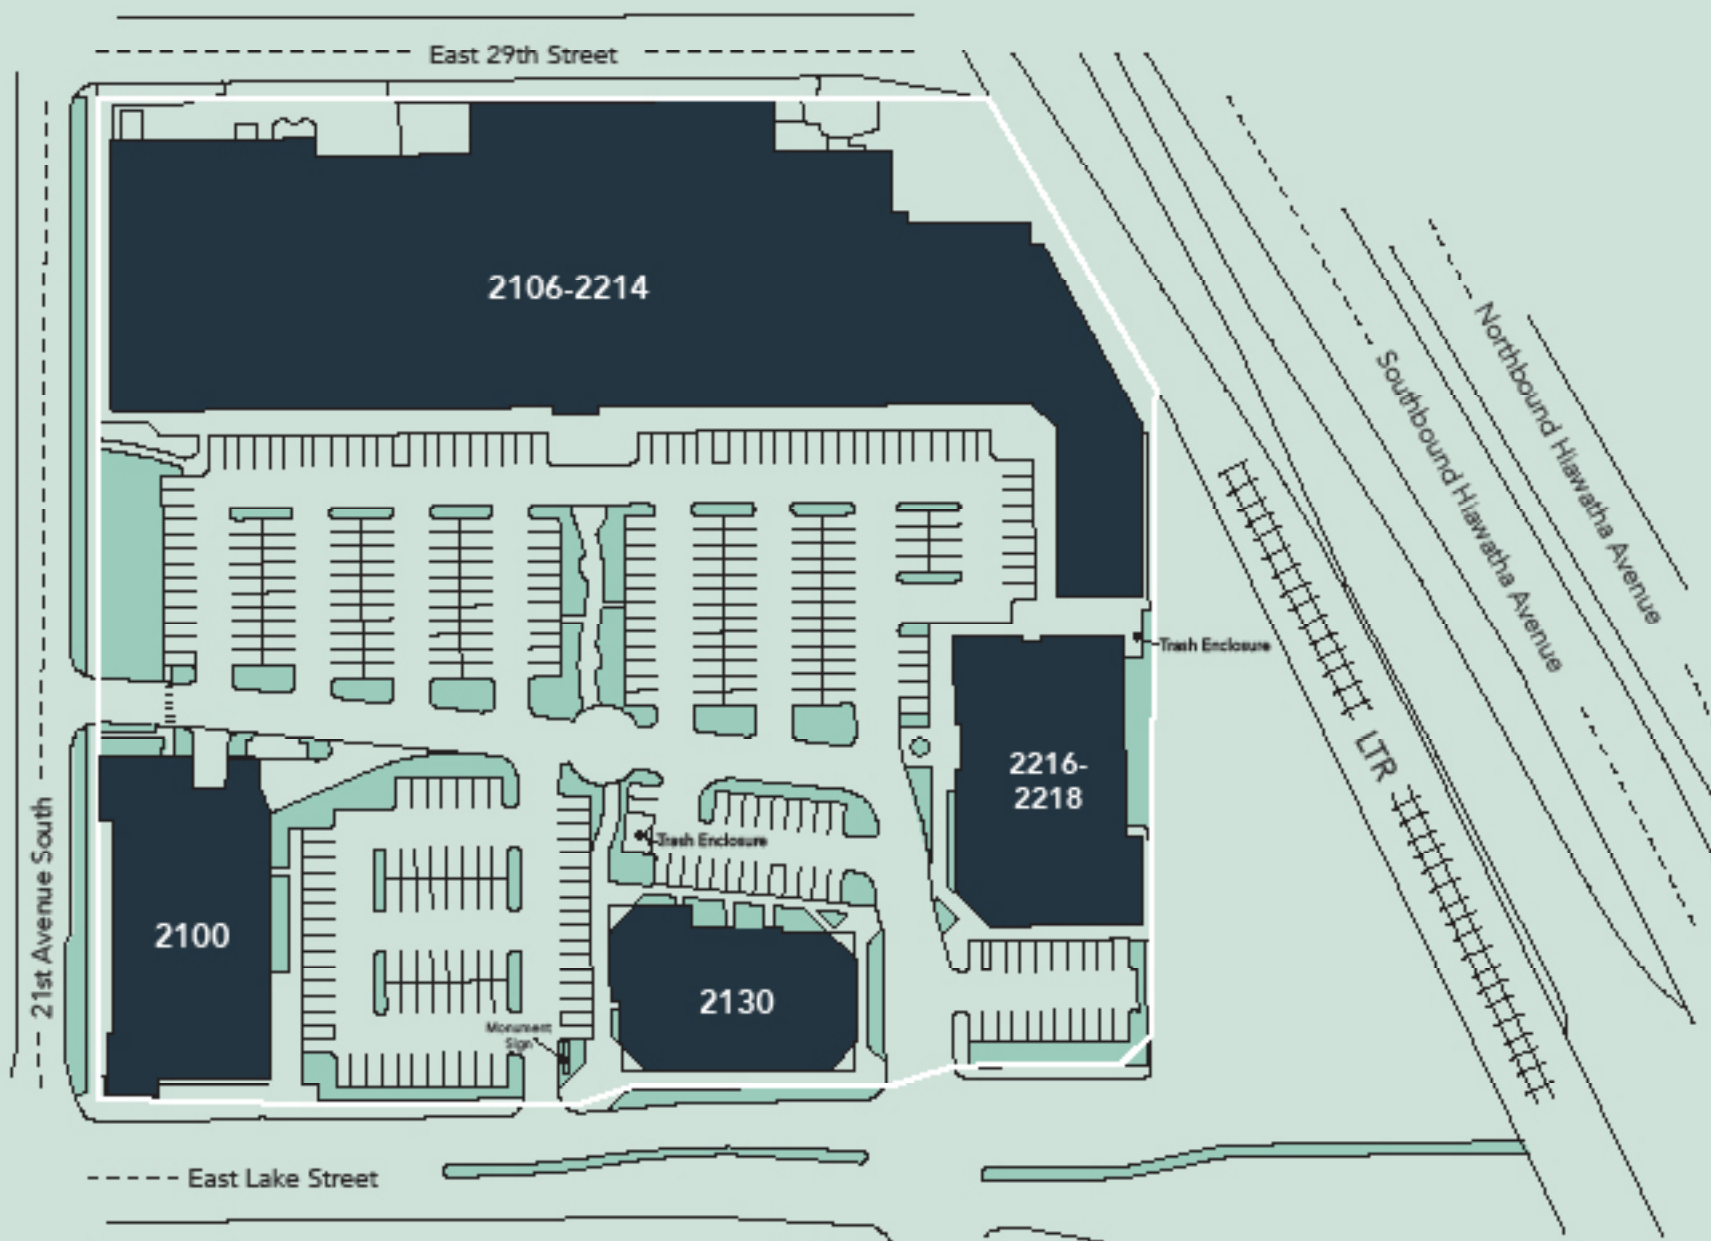 East 29th Street
2106-2214
Northbound Hiawatha Avenue
Southbound Hiawatha Avenue
Trash Enclosure
LTR
2216-
2218
Trash Enclosure
21st Avenue South
2100
2130
Monument
Sign
East Lake Street